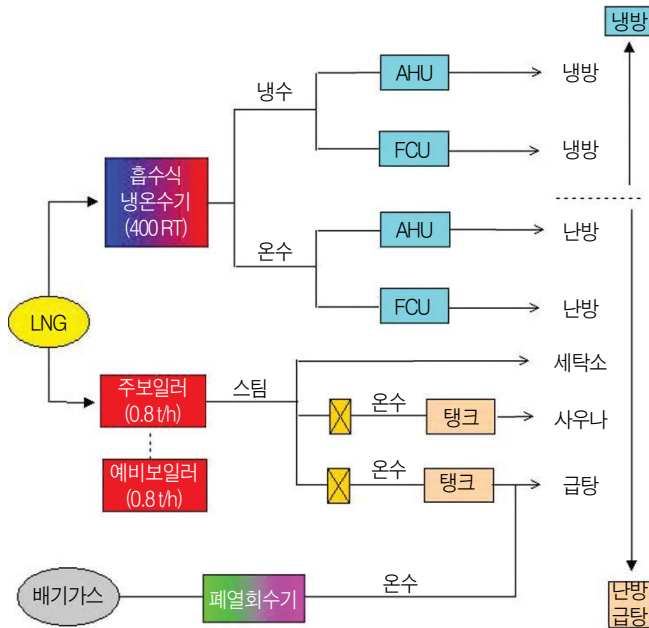 냉방
냉수
AHU
냉방
FCU
냉방
흡수식
냉온수기
(400 RT)
온수
AHU
난방
FCU
난방
LNG
주보일러
(0.8 t/h)
스팀
세탁소
온수
탱크
사우나
예비보일러
(0.8 t/h)
온수
탱크
급탕
배기가스
폐열회수기
온수
난방
급탕